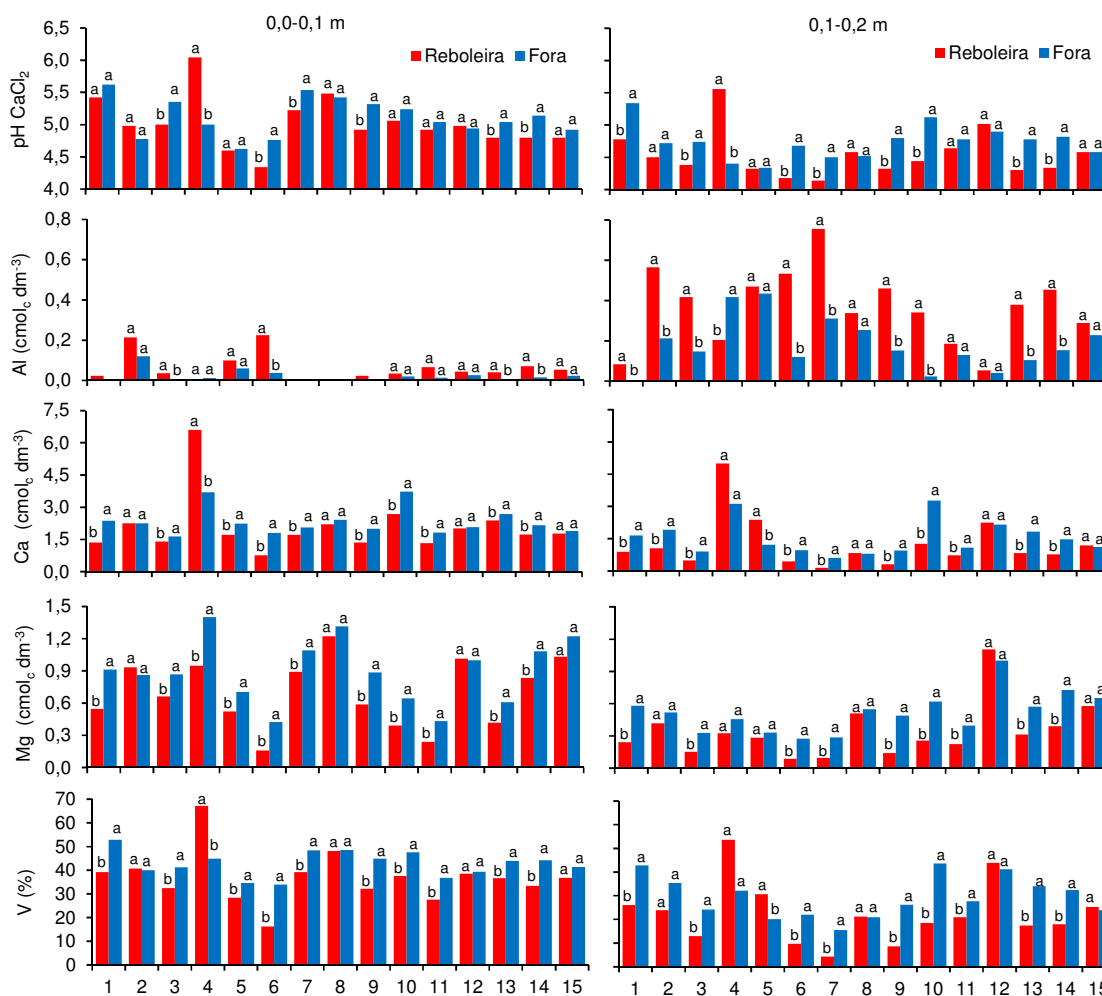 0,0-0,1 m
0,1-0,2 m
Reboleira Fora
Reboleira Fora
pH CaCl₂
6,5
6,0
5,5
5,0
4,5
4,0
a a a a b a a b a a b a b a a a b a a a a a a a b a b a a a
b a b a b a a b a a b a b a a a b a b a a a a a b a b a a a
Al (cmol_c dm⁻³)
0,8
0,6
0,4
0,2
0,0
a a a b a a a a a b a a a a a a a b a a a a
a b a b a b b a a a a b a b a a a b a b a a a a a b a b a a
Ca (cmol_c dm⁻³)
7,5
6,0
4,5
3,0
1,5
0,0
b a a a b a a b b a b a b a a a b a b a b a a a b a b a a a
a a b a b a a a a a b a b a a a b a b a b a a a b a b a a a
Mg (cmol_c dm⁻³)
1,5
1,2
0,9
0,6
0,3
0,0
b a a a b a b a b a b a b a a a b a b a b a a a b a b a a a
b a a a b a b a a a b a b a a a b a b a b a a a b a b a a a
V (%)
70
60
50
40
30
20
10
0
b a a a b a a b b a b a b a a a b a b a b a a a b a b a b a
b a b a b a a b a b b a b a a a b a b a b a a a b a b a a a
1 2 3 4 5 6 7 8 9 10 11 12 13 14 15
1 2 3 4 5 6 7 8 9 10 11 12 13 14 15